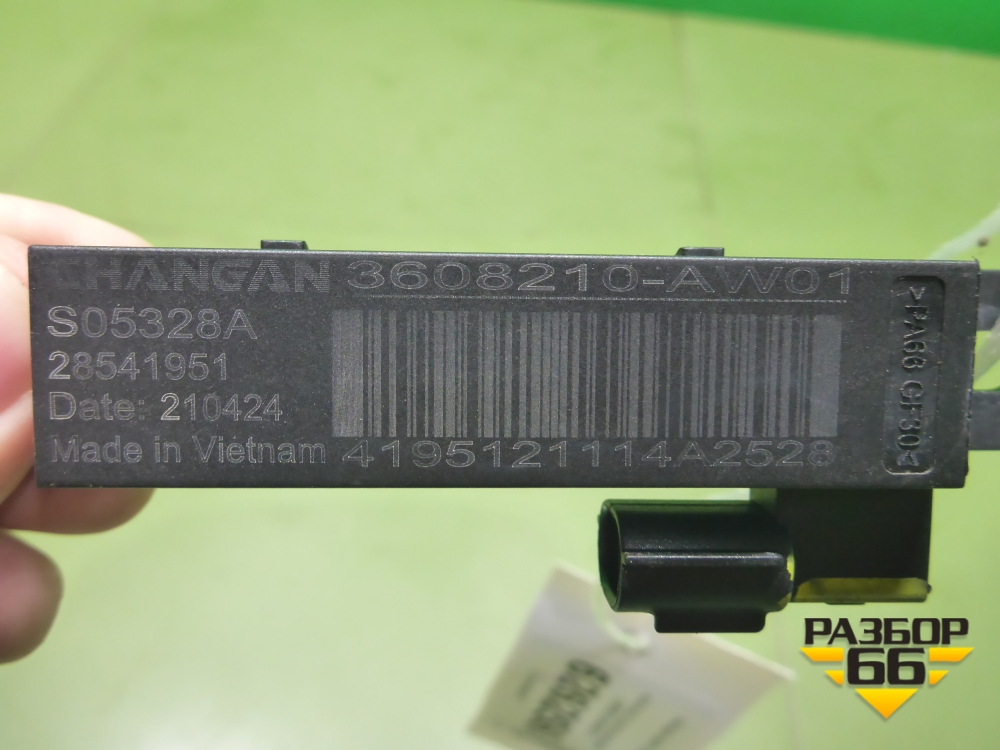 CHANGAN 3608210-AW01
S05328A
28541951
Date: 210424
Made in Vietnam
4195121114A2528
>PA66 GF30<
РАЗБОР
66